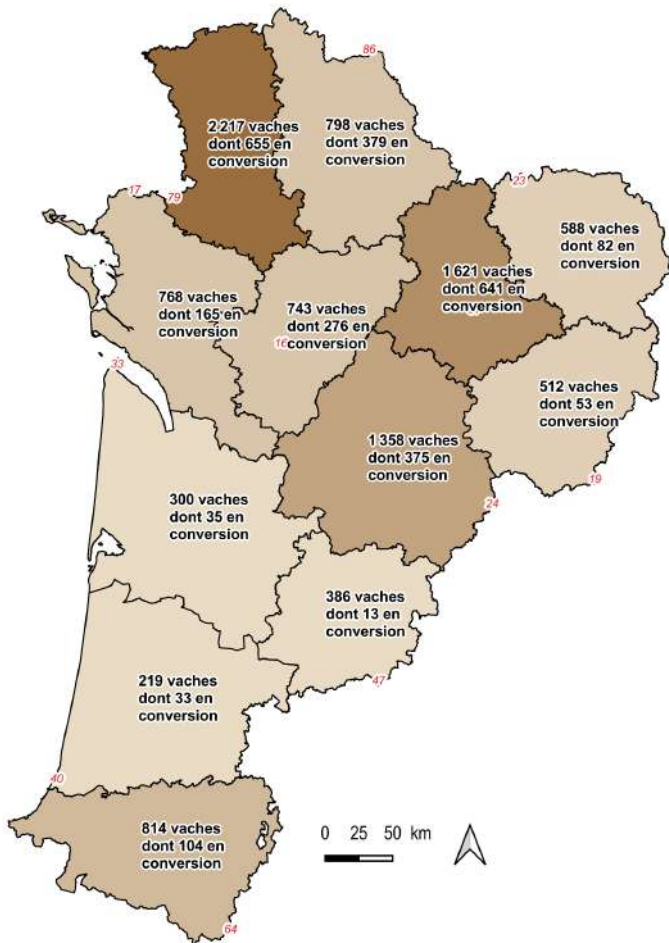 86
2 217 vaches
dont 655 en
conversion
798 vaches
dont 379 en
conversion
17
79
23
588 vaches
dont 82 en
conversion
1 621 vaches
dont 641 en
conversion
768 vaches
dont 165 en
conversion
743 vaches
dont 276 en
conversion
16
33
512 vaches
dont 53 en
conversion
19
1 358 vaches
dont 375 en
conversion
24
300 vaches
dont 35 en
conversion
386 vaches
dont 13 en
conversion
47
219 vaches
dont 33 en
conversion
40
814 vaches
dont 104 en
conversion
64
0 25 50 km